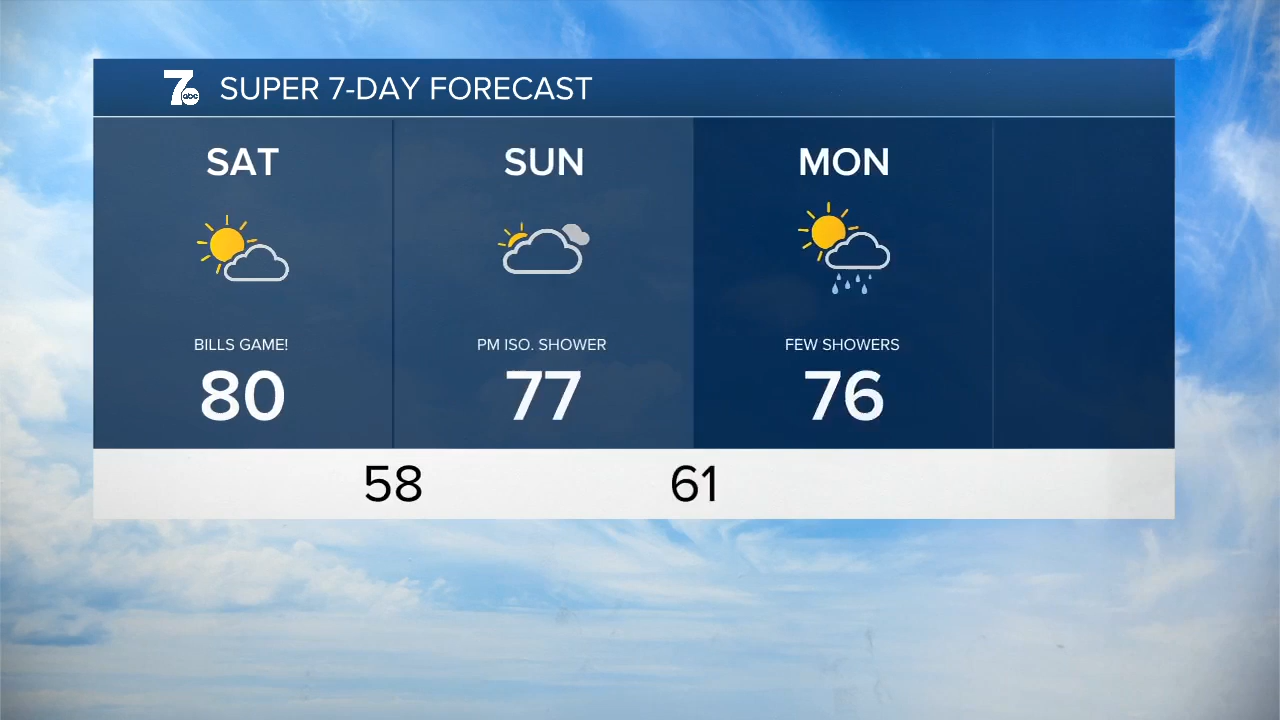 7 abc SUPER 7-DAY FORECAST
SAT SUN MON
BILLS GAME! PM ISO. SHOWER FEW SHOWERS
80 77 76
58 61